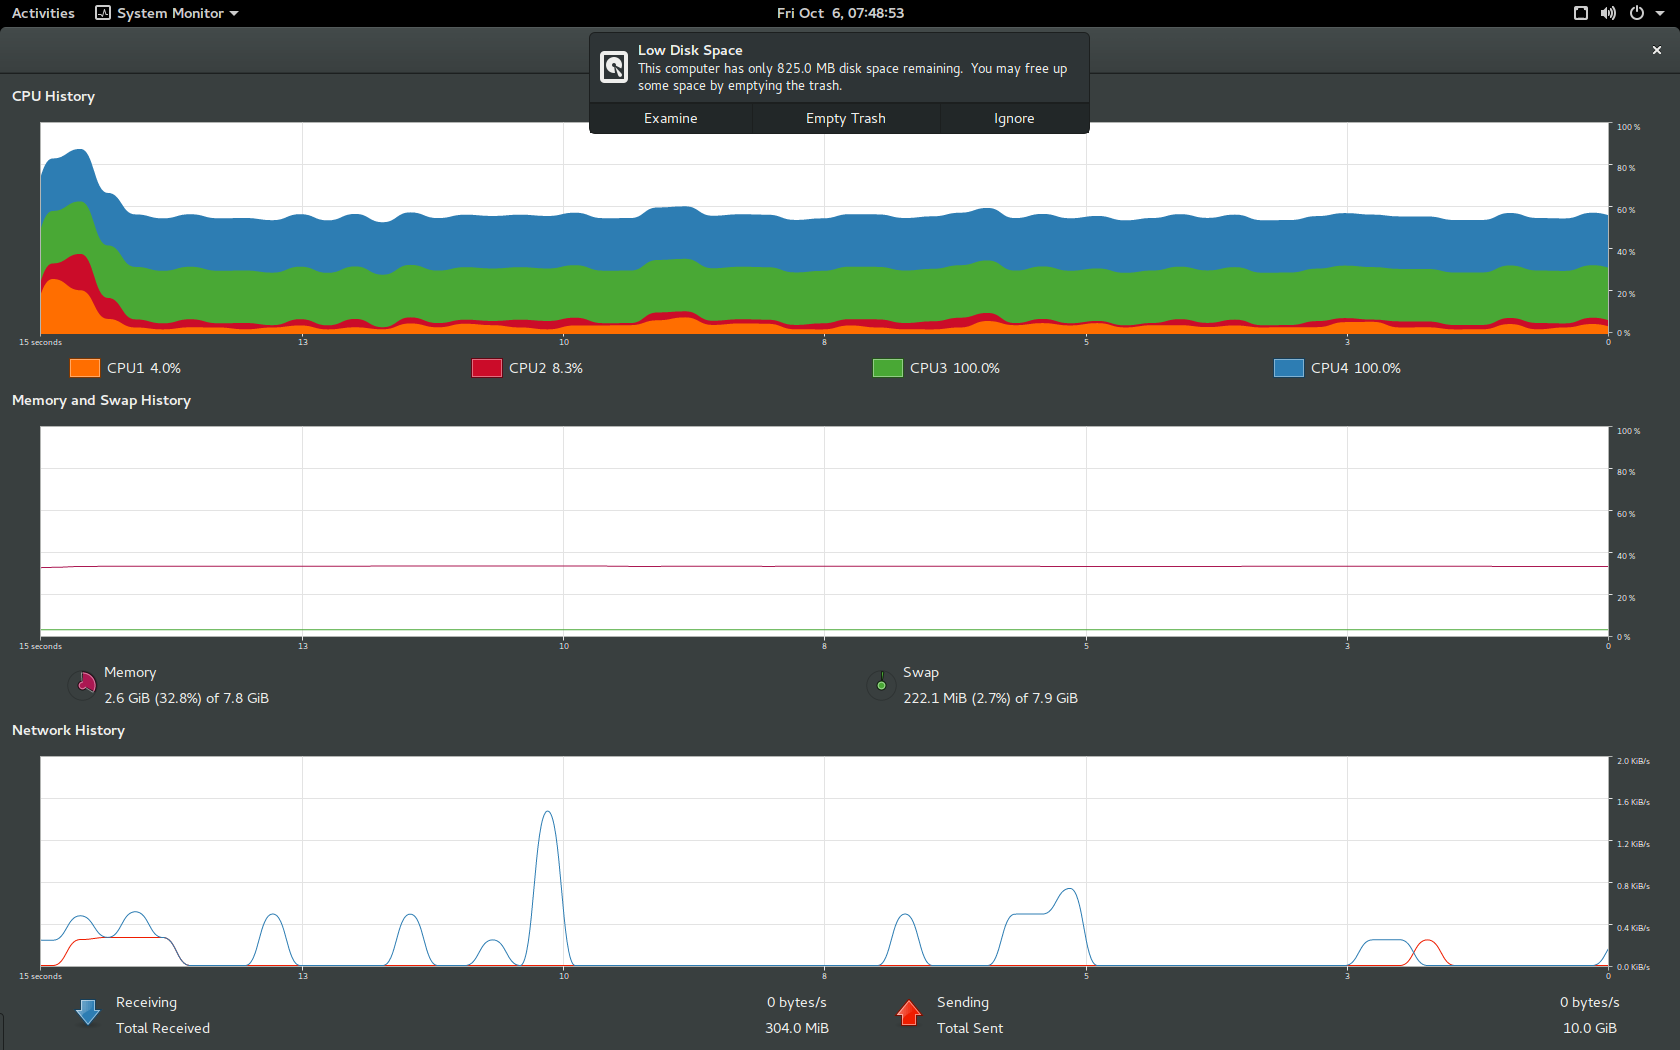 Activities System Monitor Fri Oct 6, 07:48:53
Low Disk Space
This computer has only 825.0 MB disk space remaining. You may free up
some space by emptying the trash.
Examine Empty Trash Ignore
CPU History
100 %
80 %
60 %
40 %
20 %
0 %
15 seconds 13 10 8 5 3 0
CPU1 4.0% CPU2 8.3% CPU3 100.0% CPU4 100.0%
Memory and Swap History
100 %
80 %
60 %
40 %
20 %
0 %
15 seconds 13 10 8 5 3 0
Memory
2.6 GiB (32.8%) of 7.8 GiB
Swap
222.1 MiB (2.7%) of 7.9 GiB
Network History
2.0 KiB/s
1.6 KiB/s
1.2 KiB/s
0.8 KiB/s
0.4 KiB/s
0.0 KiB/s
15 seconds 13 10 8 5 3 0
Receiving 0 bytes/s
Total Received 304.0 MiB
Sending 0 bytes/s
Total Sent 10.0 GiB